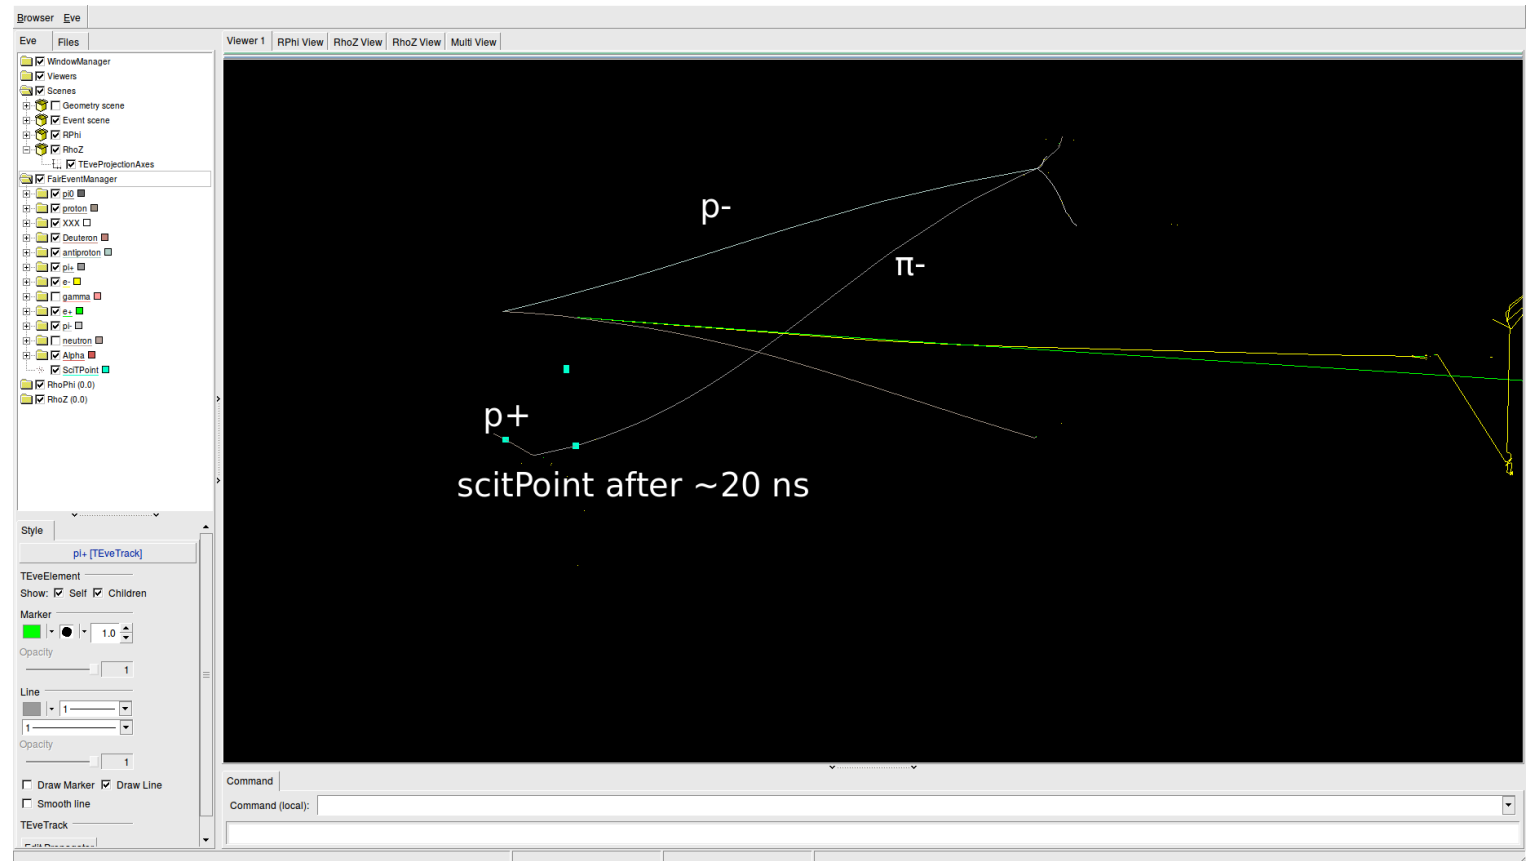 Browser Eve
Eve Files
WindowManager
Viewers
Scenes
Geometry scene
Event scene
RPhi
RhoZ
TEveProjectionAxes
FairEventManager
pi0
proton
XXX
Deuteron
antiproton
pi+
e-
gamma
e+
pi-
neutron
Alpha
SciTPoint
RhoPhi (0.0)
RhoZ (0.0)
Style
pi+ [TEveTrack]
TEveElement
Show: Self Children
Marker
1.0
Opacity
1
Line
1
1
Opacity
1
Draw Marker Draw Line
Smooth line
TEveTrack
Edit Propagator
Viewer 1 RPhi View RhoZ View RhoZ View Multi View
p-
π-
p+
scitPoint after ~20 ns
Command
Command (local):